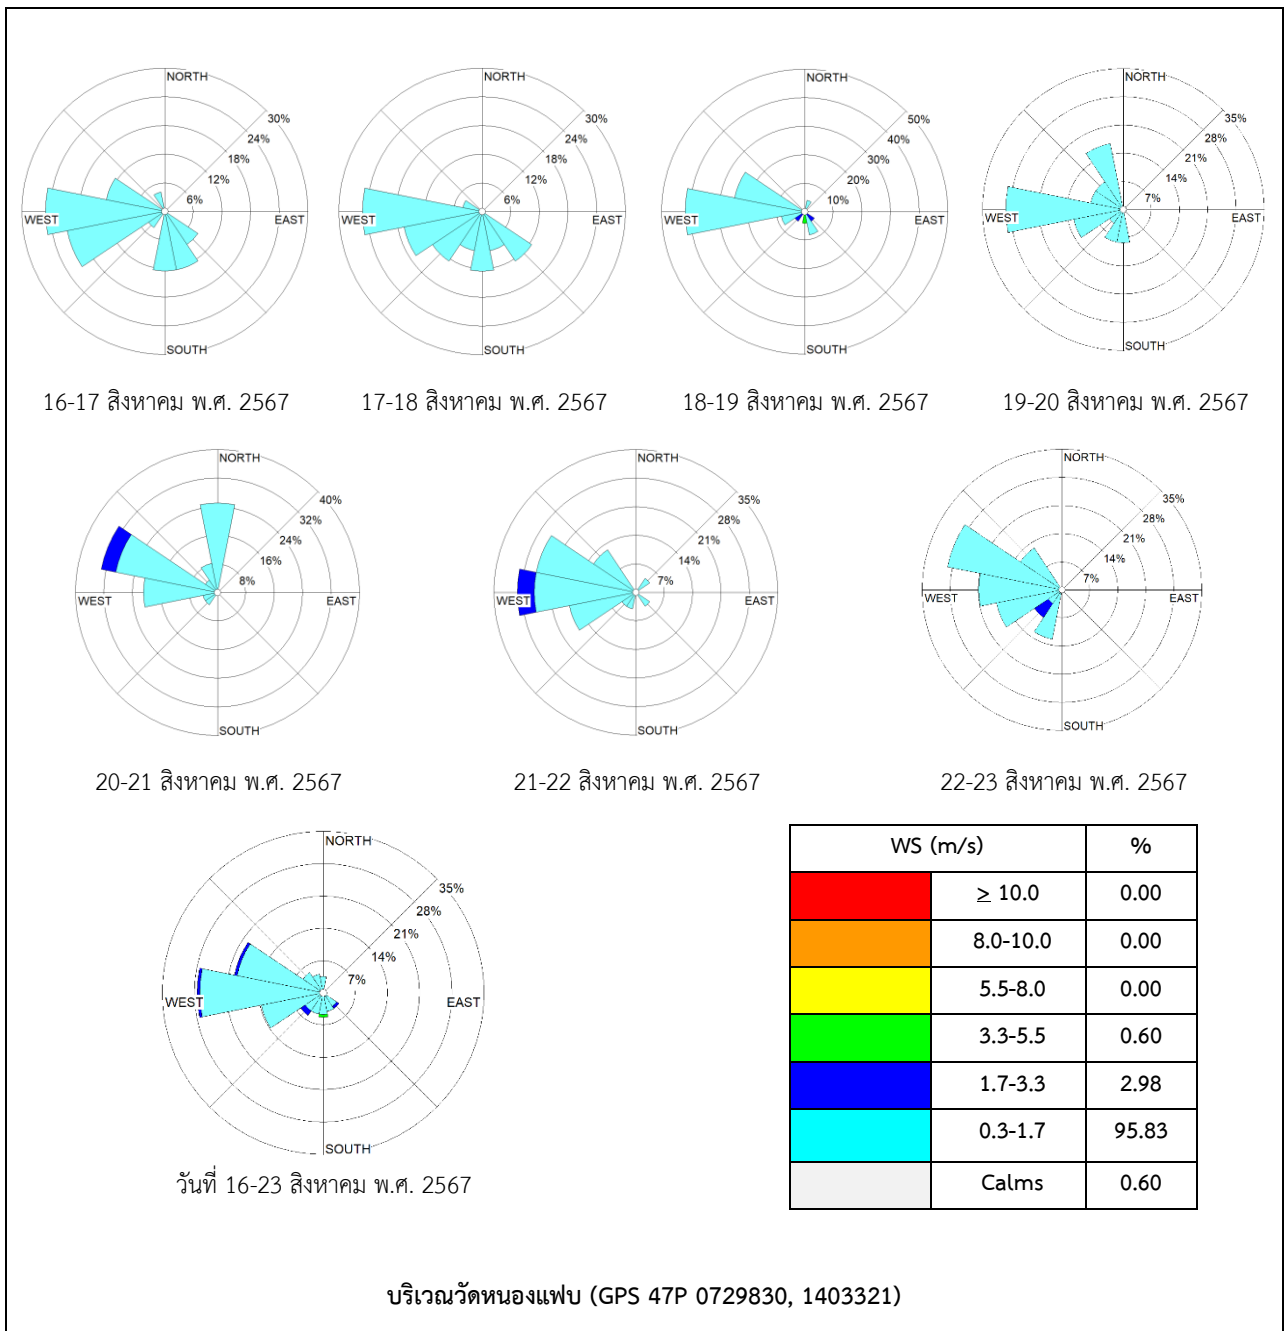 NORTH
30%
24%
18%
12%
6%
WEST
EAST
SOUTH
16-17 สิงหาคม พ.ศ. 2567
NORTH
30%
24%
18%
12%
6%
WEST
EAST
SOUTH
17-18 สิงหาคม พ.ศ. 2567
NORTH
50%
40%
30%
20%
10%
WEST
EAST
SOUTH
18-19 สิงหาคม พ.ศ. 2567
NORTH
35%
28%
21%
14%
7%
WEST
EAST
SOUTH
19-20 สิงหาคม พ.ศ. 2567
NORTH
40%
32%
24%
16%
8%
WEST
EAST
SOUTH
20-21 สิงหาคม พ.ศ. 2567
NORTH
35%
28%
21%
14%
7%
WEST
EAST
SOUTH
21-22 สิงหาคม พ.ศ. 2567
NORTH
35%
28%
21%
14%
7%
WEST
EAST
SOUTH
22-23 สิงหาคม พ.ศ. 2567
NORTH
35%
28%
21%
14%
7%
WEST
EAST
SOUTH
วันที่ 16-23 สิงหาคม พ.ศ. 2567
WS (m/s) %
≥ 10.0 0.00
8.0-10.0 0.00
5.5-8.0 0.00
3.3-5.5 0.60
1.7-3.3 2.98
0.3-1.7 95.83
Calms 0.60
บริเวณวัดหนองแฟบ (GPS 47P 0729830, 1403321)